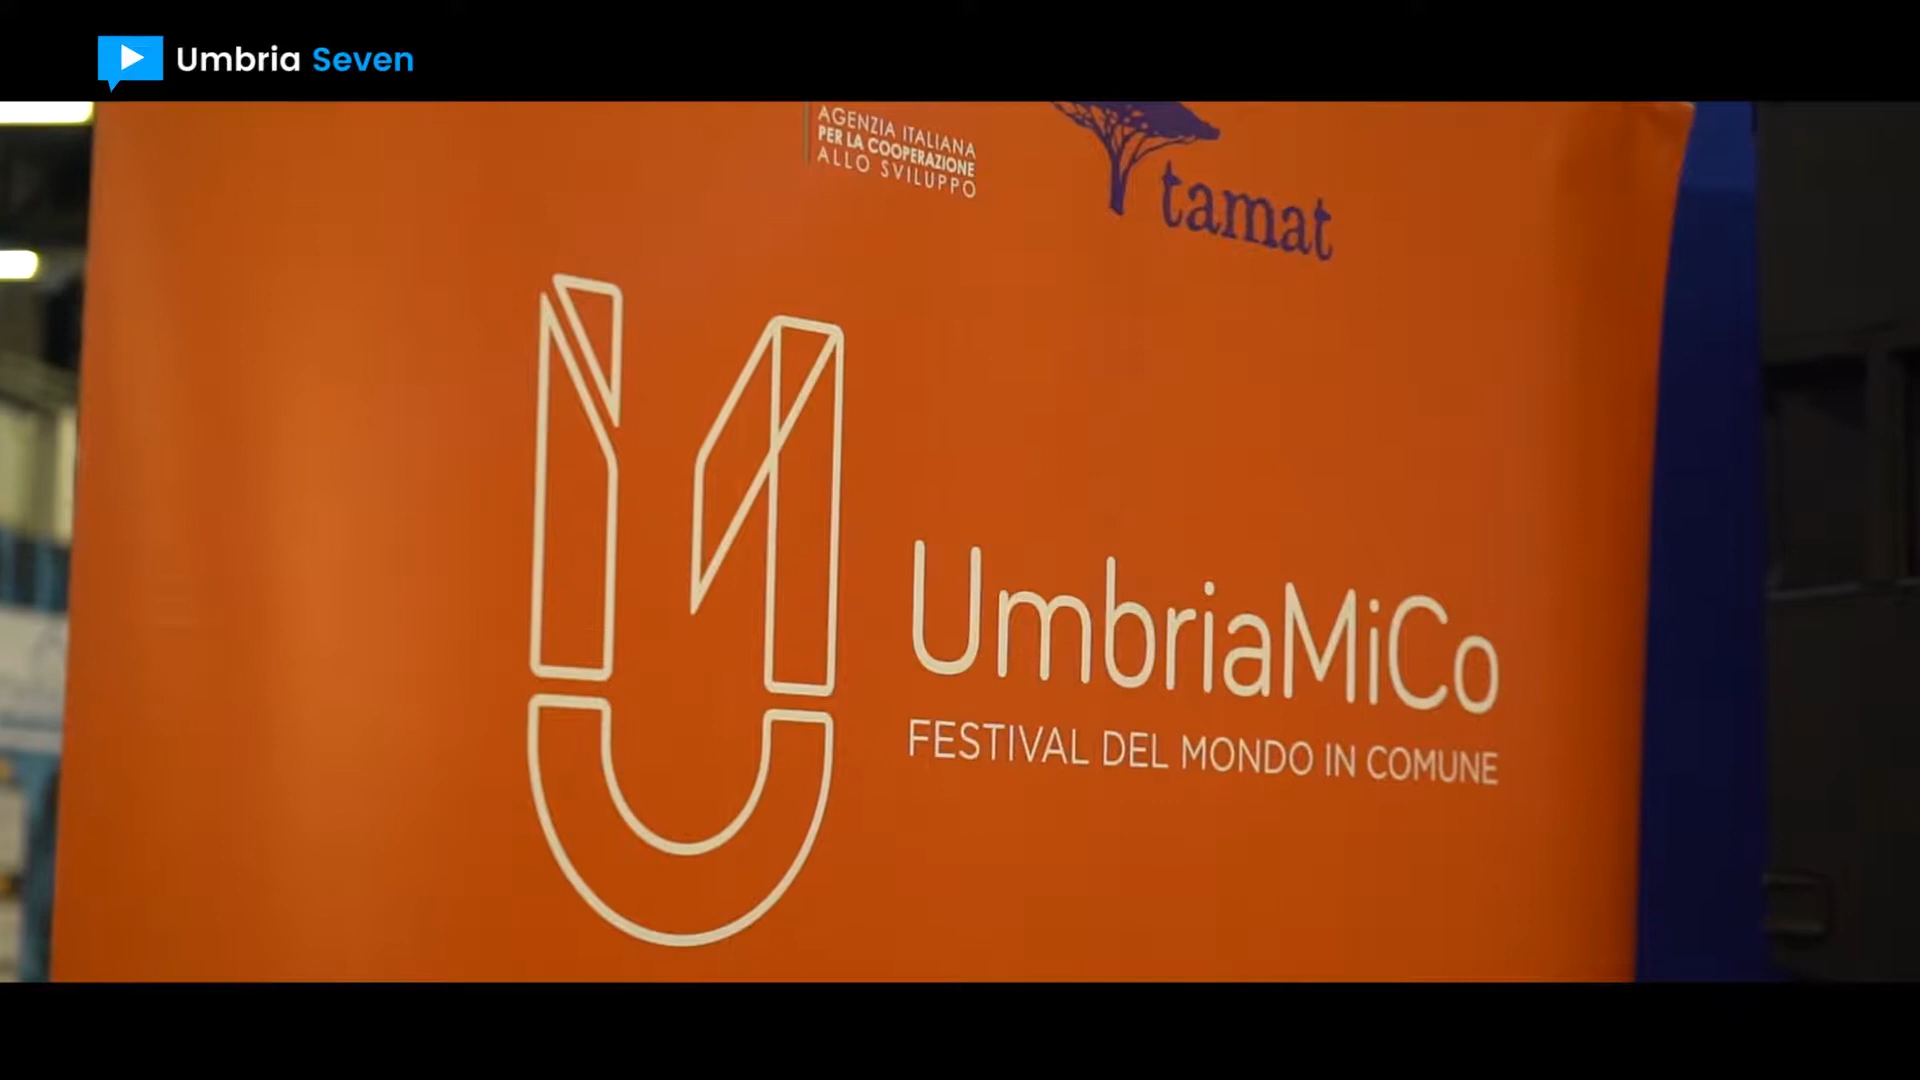 Umbria Seven
AGENZIA ITALIANA
PER LA COOPERAZIONE
ALLO SVILUPPO
tamat
UmbriaMiCo
FESTIVAL DEL MONDO IN COMUNE